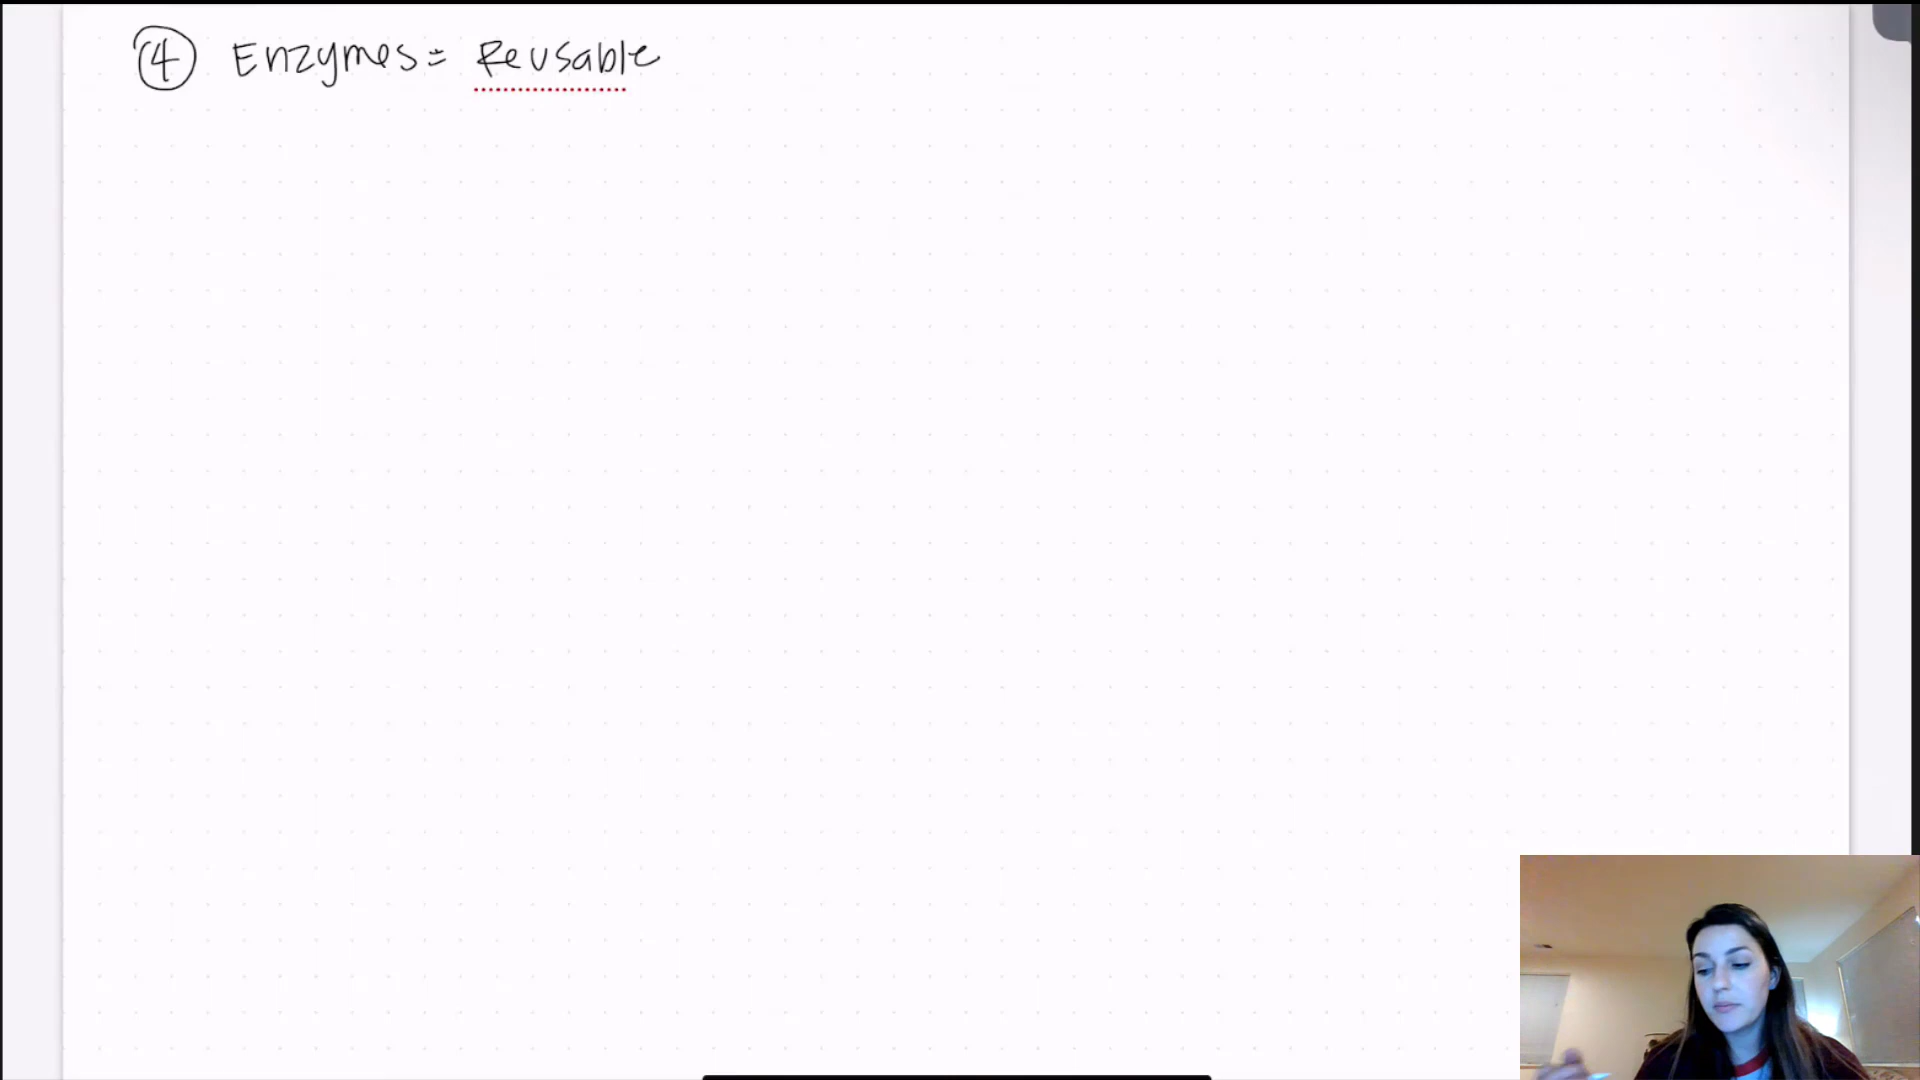 ④ Enzymes = Reusable